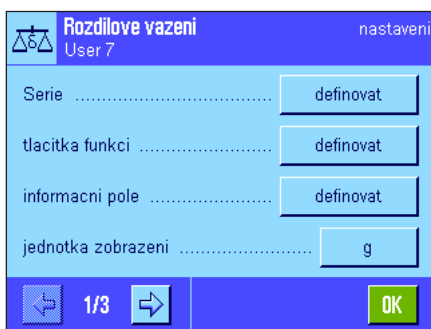 Rozdilove vazeni nastaveni
User 7
Serie .................................... definovat
tlacitka funkci ........................ definovat
informacni pole ...................... definovat
jednotka zobrazeni ........................ g
1/3 OK